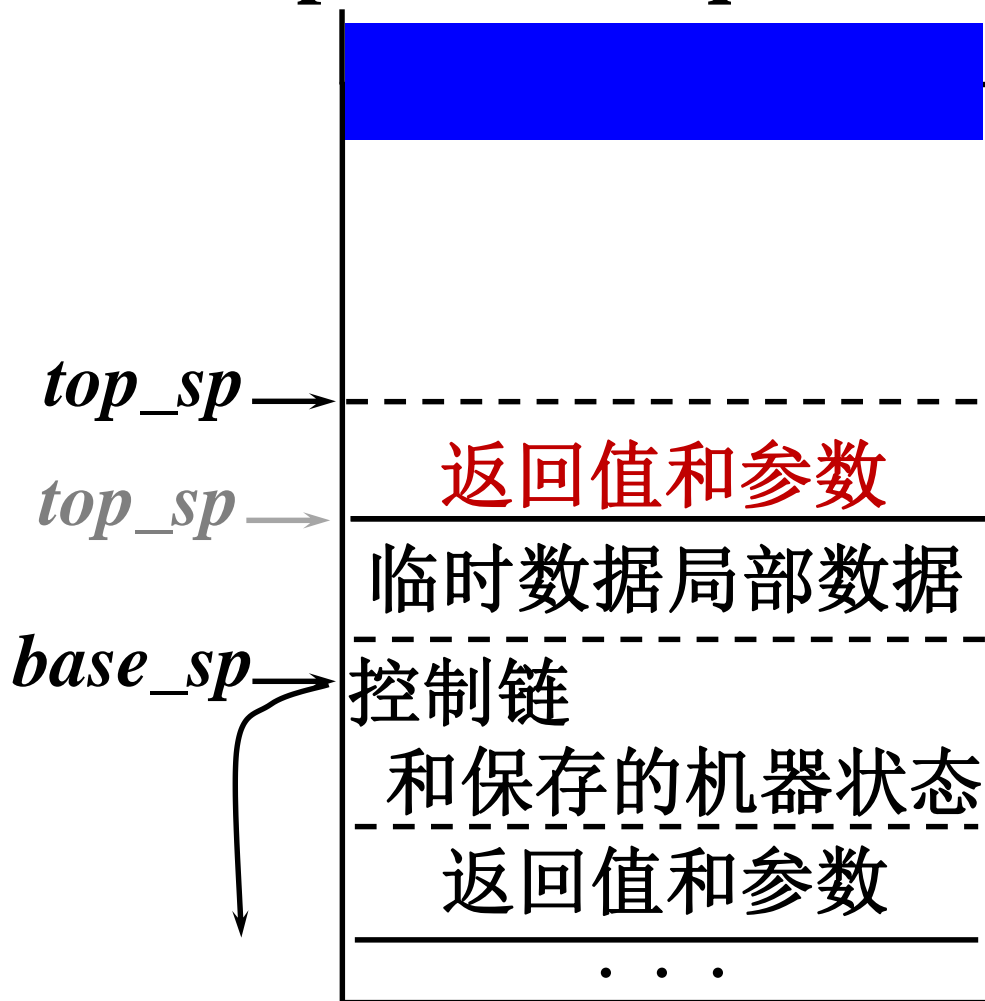 top_sp
返回值和参数
top_sp
临时数据局部数据
base_sp
控制链
和保存的机器状态
返回值和参数
. . .